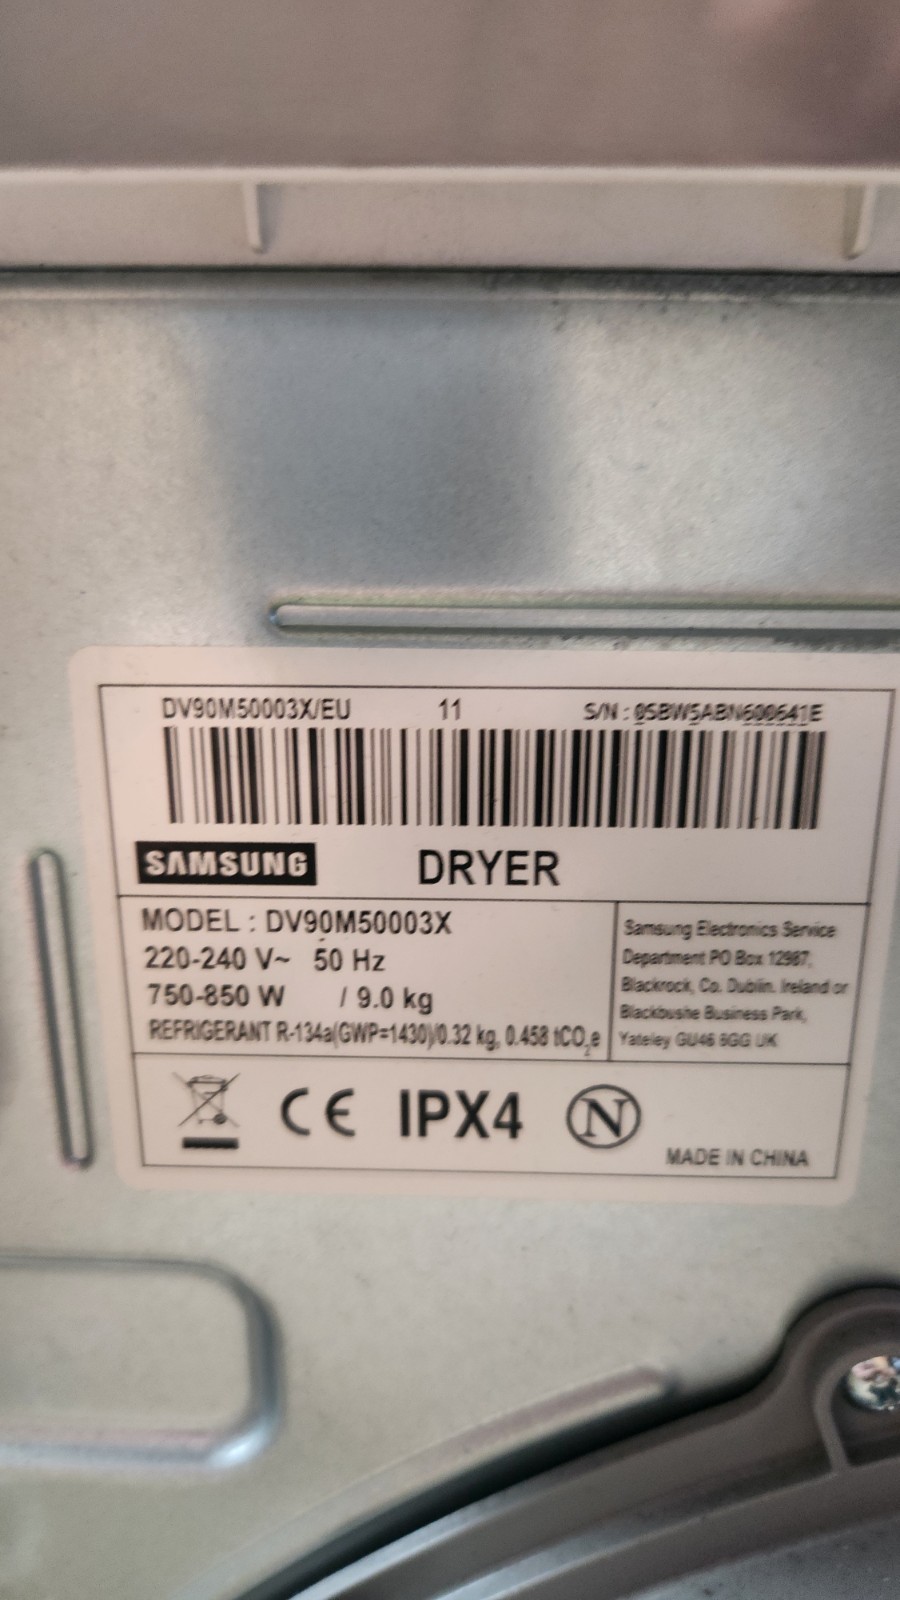 DV90M50003X/EU 11 S/N : 0SBW5ABN600641E
SAMSUNG DRYER
MODEL : DV90M50003X
220-240 V~ 50 Hz
750-850 W / 9.0 kg
REFRIGERANT R-134a(GWP=1430)/0.32 kg, 0.458 tCO₂e
Samsung Electronics Service
Department PO Box 12987,
Blackrock, Co. Dublin. Ireland or
Blackbushe Business Park,
Yateley GU46 6GG UK
CE IPX4 N
MADE IN CHINA